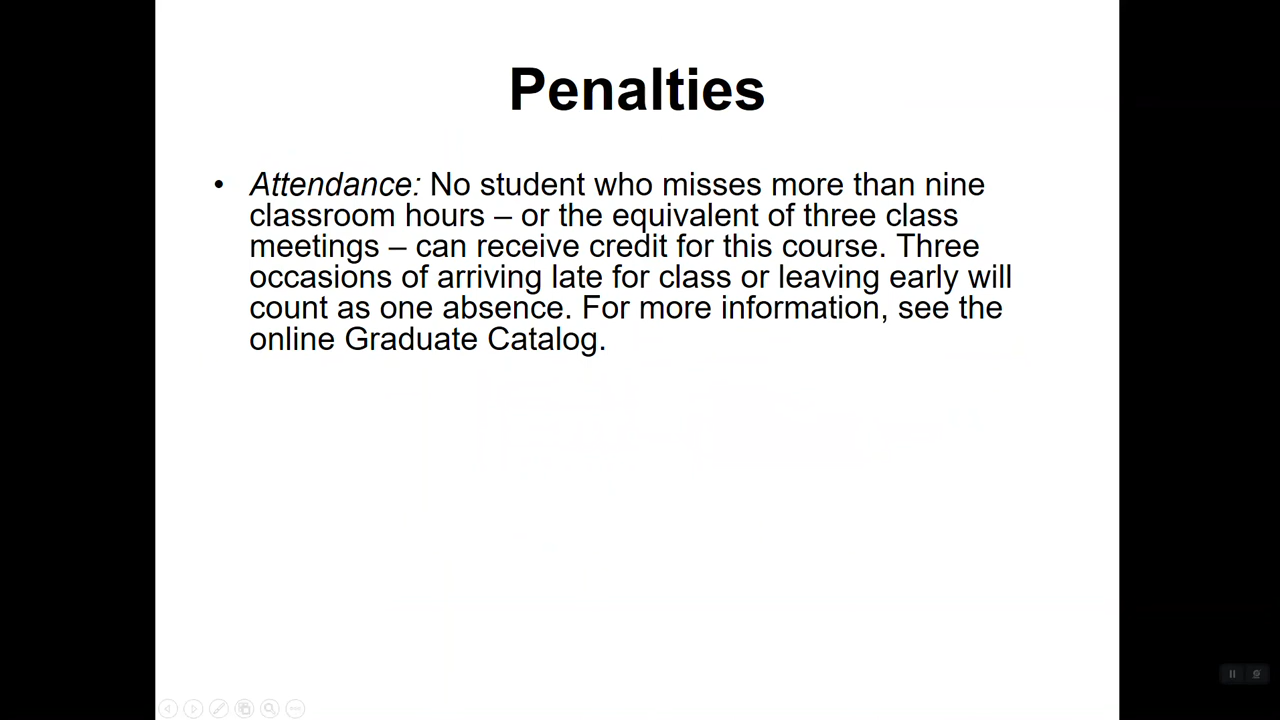 Penalties
• Attendance: No student who misses more than nine
classroom hours – or the equivalent of three class
meetings – can receive credit for this course. Three
occasions of arriving late for class or leaving early will
count as one absence. For more information, see the
online Graduate Catalog.